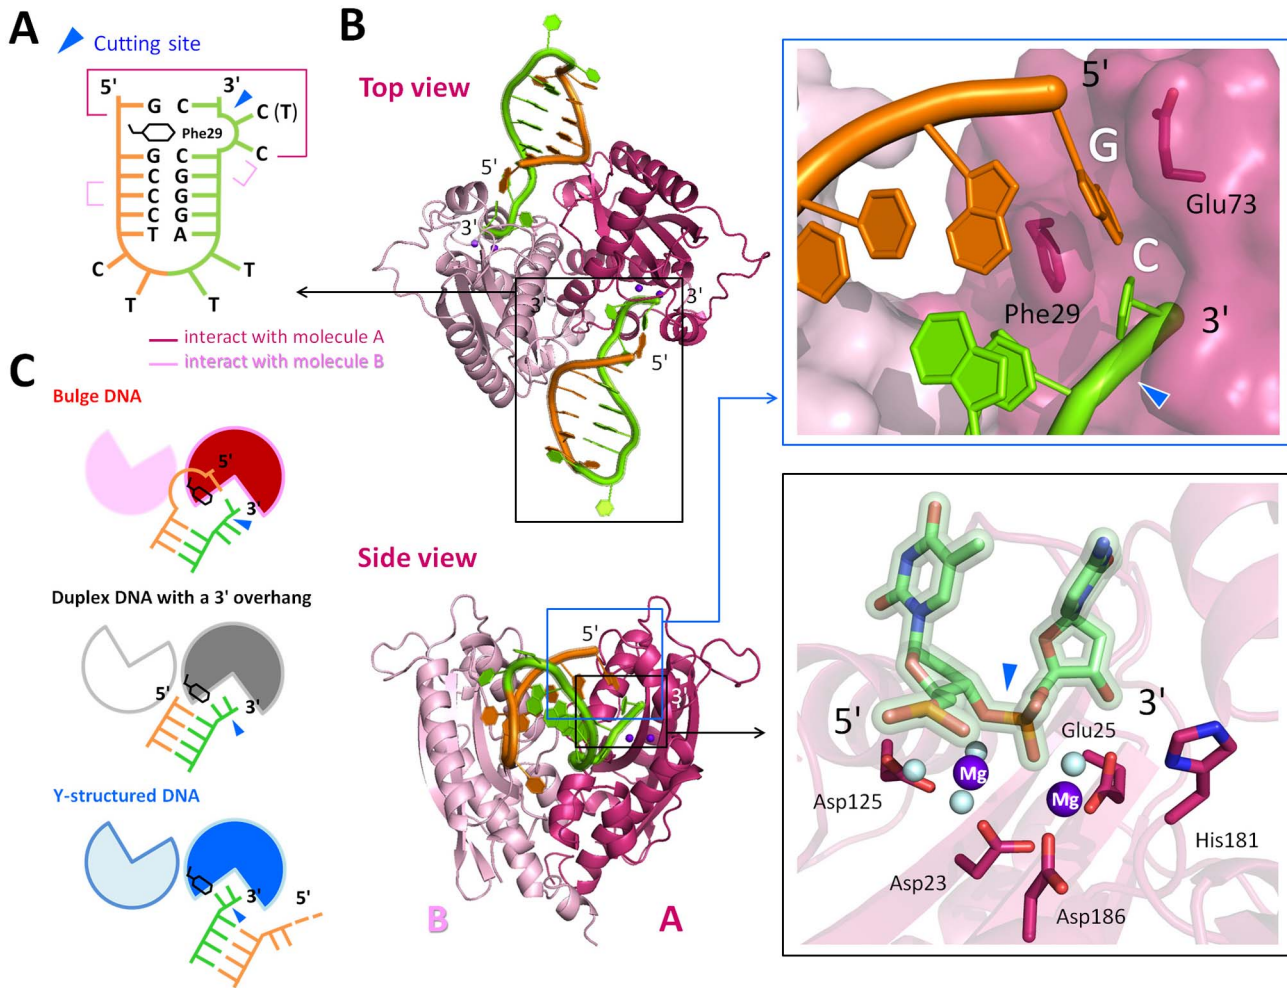 A
Cutting site
5'
3'
G C
C (T)
Phe29
C
G C
C G
C G
C G
T A
C T
T T
interact with molecule A
interact with molecule B
B
Top view
5'
3'
3'
3'
5'
Side view
5'
3'
B
A
5'
G
Glu73
C
Phe29
3'
5'
3'
Glu25
Mg
Mg
Asp125
His181
Asp23
Asp186
C
Bulge DNA
5'
3'
Duplex DNA with a 3' overhang
5'
3'
Y-structured DNA
3'
5'